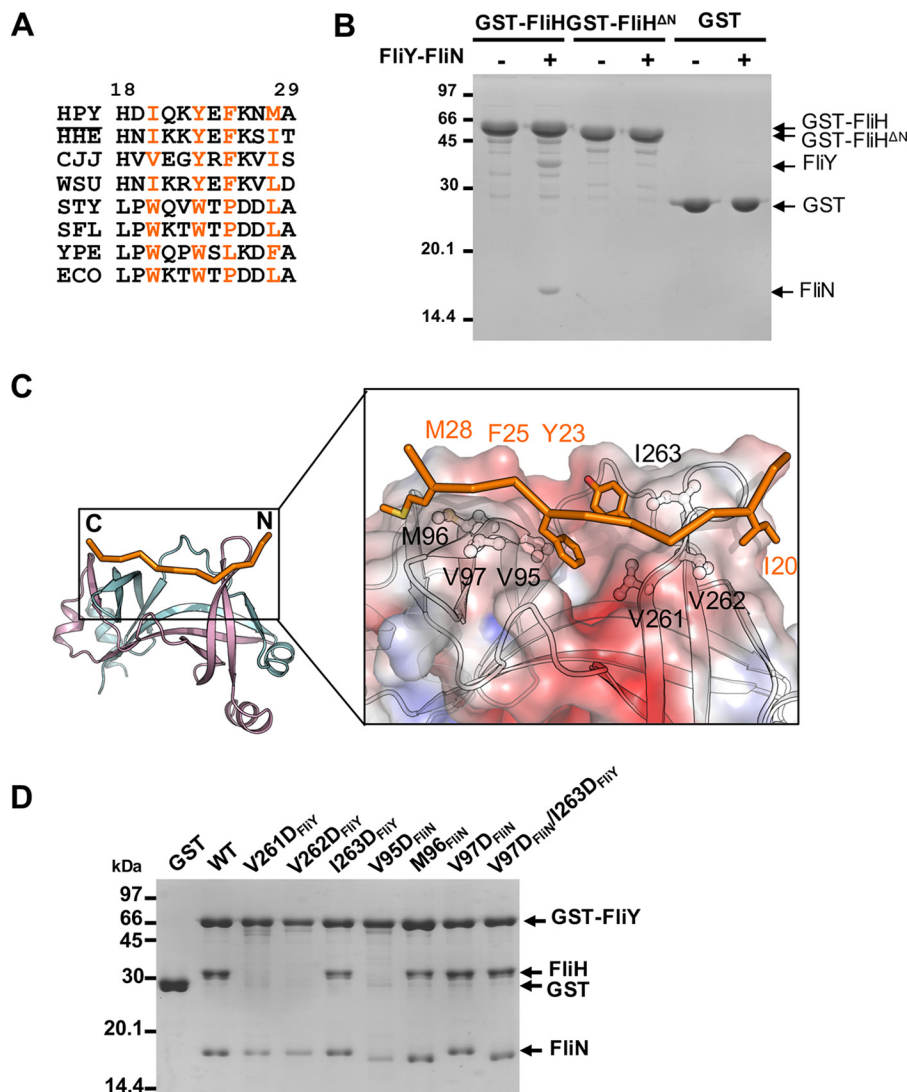 A
18 29
HPY HDIQKYEFKNMA
HHE HNIKKYEFKSIT
CJJ HVVEGYRFKVIS
WSU HNIKRYEFKVLD
STY LPWQVWTPDDLA
SFL LPWKTWTPDDLA
YPE LPWQPWSLKDFA
ECO LPWKTWTPDDLA
B
GST-FliH GST-FliHΔN GST
FliY-FliN - + - + - +
97
66
45
30
20.1
14.4
GST-FliH
GST-FliHΔN
FliY
GST
FliN
C
C N
M28 F25 Y23
I263
M96
V97 V95
I20
V261 V262
D
kDa
GST WT V261DFliY V262DFliY I263DFliY V95DFliN M96FliN V97DFliN V97DFliN/I263DFliY
97
66
45
30
20.1
14.4
GST-FliY
FliH
GST
FliN